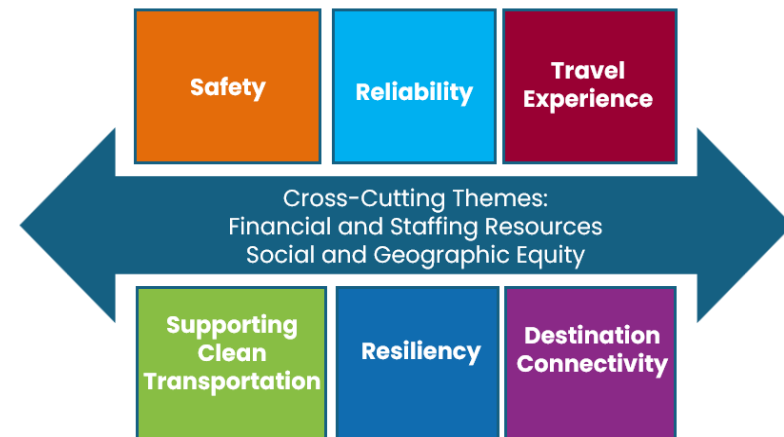 Safety
Reliability
Travel
Experience
Cross-Cutting Themes:
Financial and Staffing Resources
Social and Geographic Equity
Supporting
Clean
Transportation
Resiliency
Destination
Connectivity